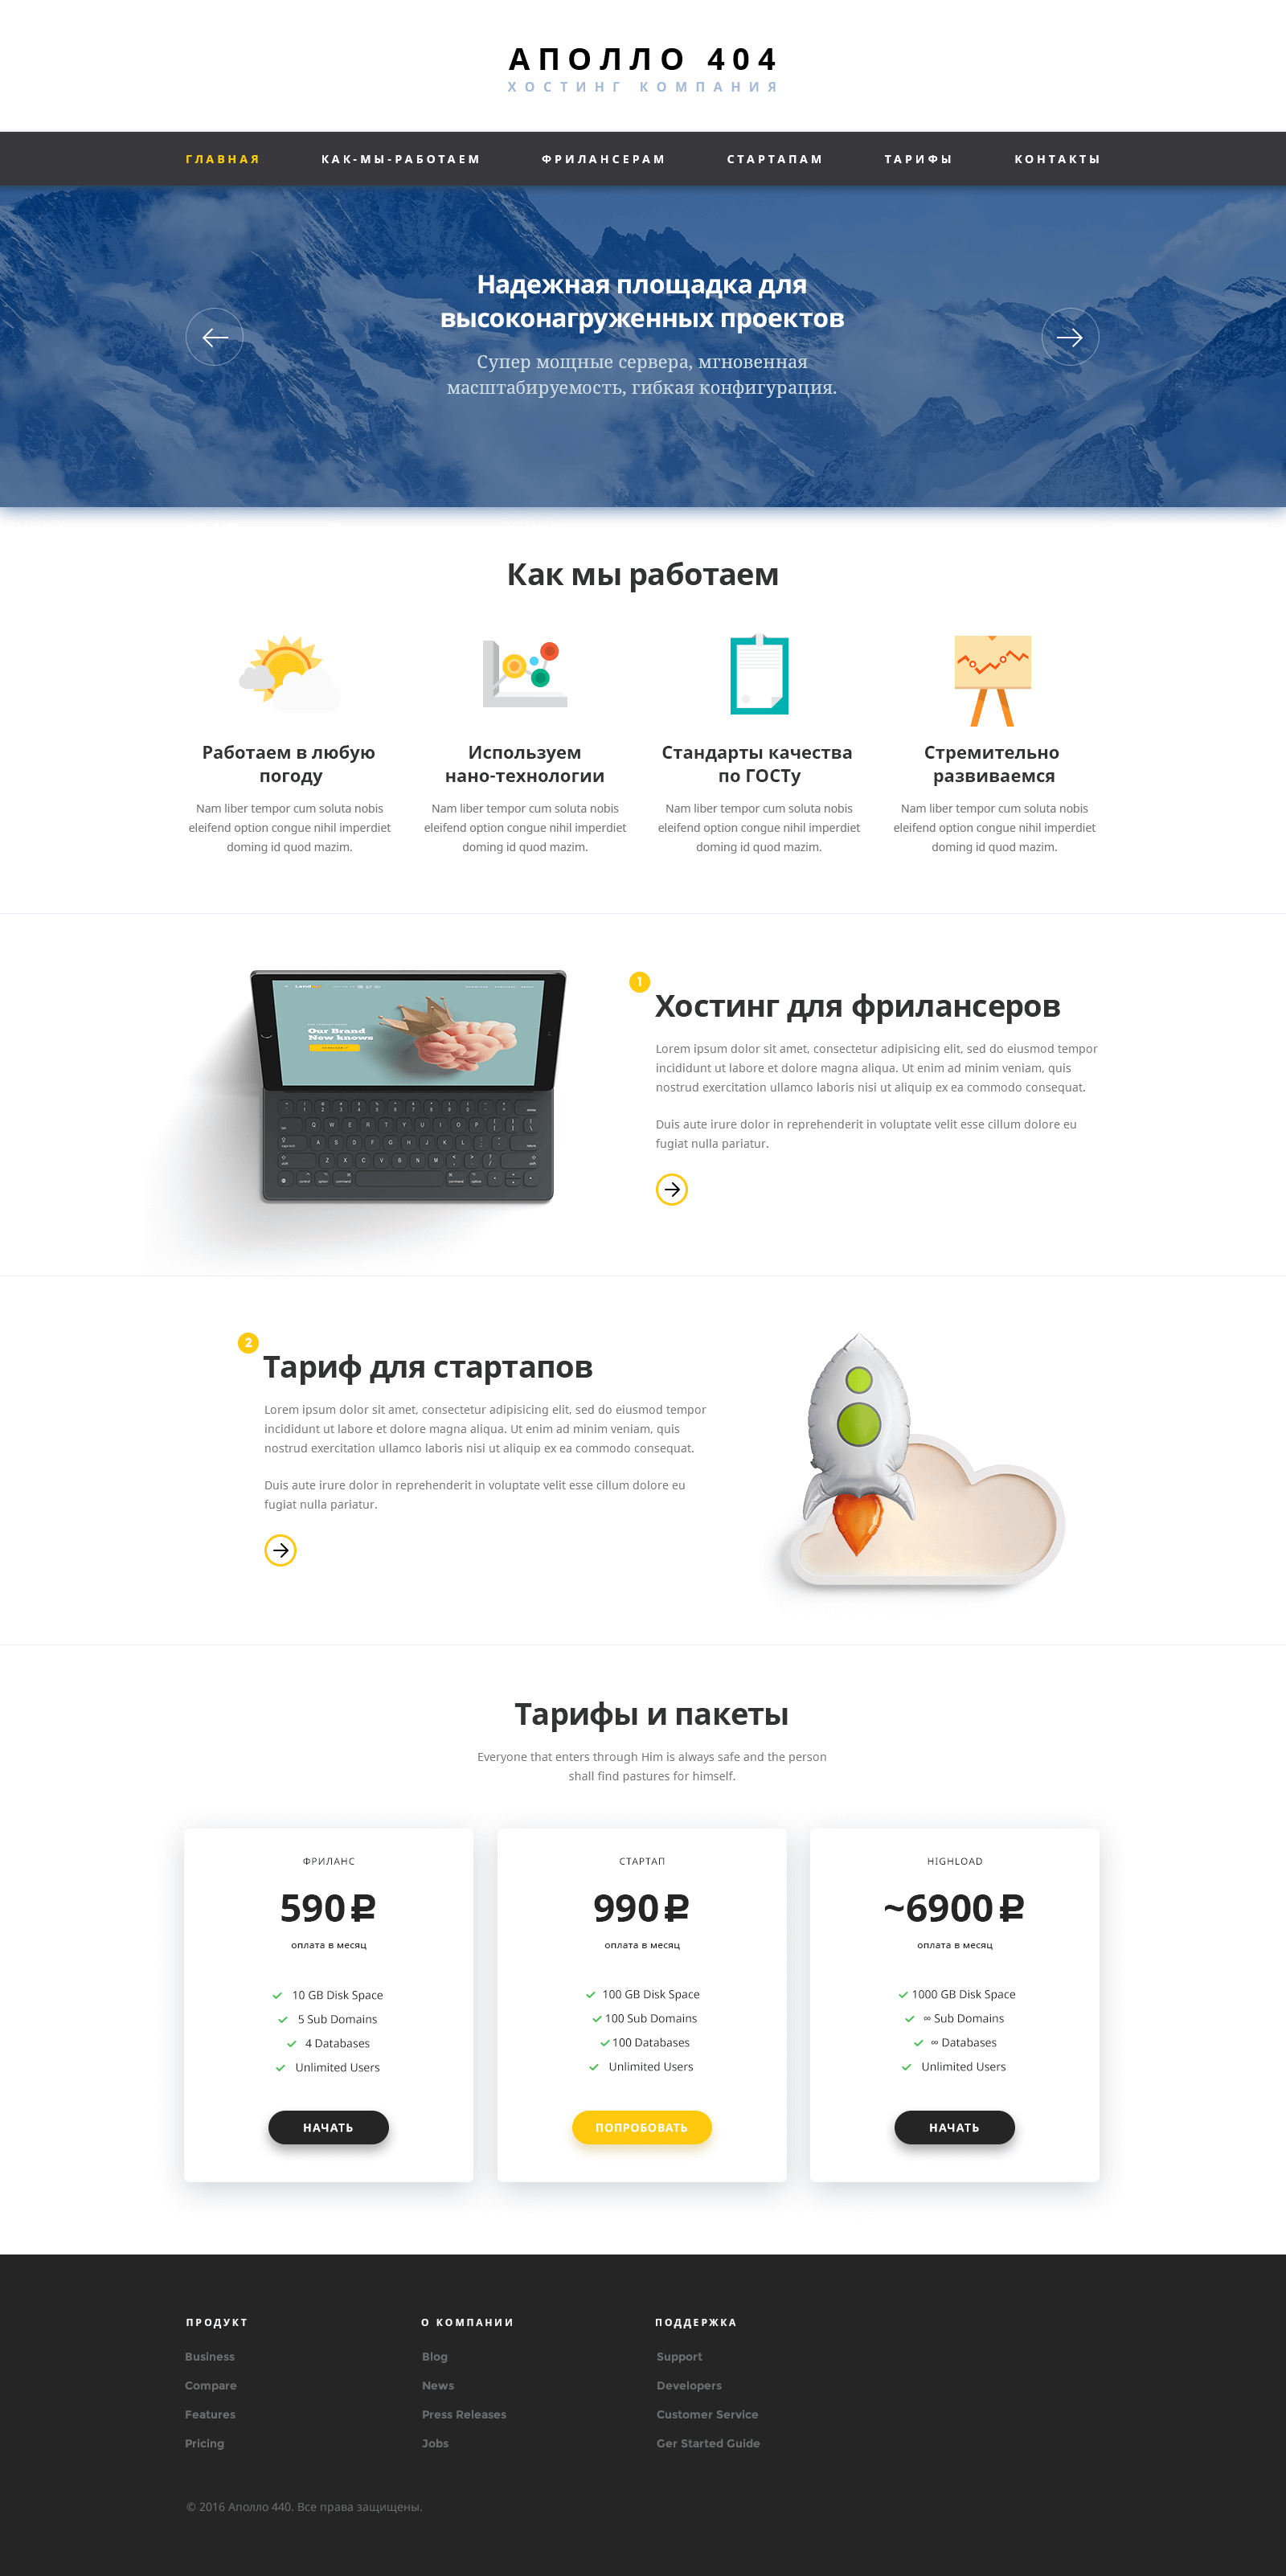 АПОЛЛО 404
ХОСТИНГ КОМПАНИЯ
ГЛАВНАЯ КАК-МЫ-РАБОТАЕМ ФРИЛАНСЕРАМ СТАРТАПАМ ТАРИФЫ КОНТАКТЫ
Надежная площадка для
высоконагруженных проектов
Супер мощные сервера, мгновенная
масштабируемость, гибкая конфигурация.
Как мы работаем
Работаем в любую
погоду
Nam liber tempor cum soluta nobis
eleifend option congue nihil imperdiet
doming id quod mazim.
Используем
нано-технологии
Nam liber tempor cum soluta nobis
eleifend option congue nihil imperdiet
doming id quod mazim.
Стандарты качества
по ГОСТу
Nam liber tempor cum soluta nobis
eleifend option congue nihil imperdiet
doming id quod mazim.
Стремительно
развиваемся
Nam liber tempor cum soluta nobis
eleifend option congue nihil imperdiet
doming id quod mazim.
Our Brand
New knows
1
Хостинг для фрилансеров
Lorem ipsum dolor sit amet, consectetur adipisicing elit, sed do eiusmod tempor
incididunt ut labore et dolore magna aliqua. Ut enim ad minim veniam, quis
nostrud exercitation ullamco laboris nisi ut aliquip ex ea commodo consequat.
Duis aute irure dolor in reprehenderit in voluptate velit esse cillum dolore eu
fugiat nulla pariatur.
2
Тариф для стартапов
Lorem ipsum dolor sit amet, consectetur adipisicing elit, sed do eiusmod tempor
incididunt ut labore et dolore magna aliqua. Ut enim ad minim veniam, quis
nostrud exercitation ullamco laboris nisi ut aliquip ex ea commodo consequat.
Duis aute irure dolor in reprehenderit in voluptate velit esse cillum dolore eu
fugiat nulla pariatur.
Тарифы и пакеты
Everyone that enters through Him is always safe and the person
shall find pastures for himself.
ФРИЛАНС
590 ₽
оплата в месяц
10 GB Disk Space
5 Sub Domains
4 Databases
Unlimited Users
НАЧАТЬ
СТАРТАП
990 ₽
оплата в месяц
100 GB Disk Space
100 Sub Domains
100 Databases
Unlimited Users
ПОПРОБОВАТЬ
HIGHLOAD
~6900 ₽
оплата в месяц
1000 GB Disk Space
∞ Sub Domains
∞ Databases
Unlimited Users
НАЧАТЬ
ПРОДУКТ
Business
Compare
Features
Pricing
О КОМПАНИИ
Blog
News
Press Releases
Jobs
ПОДДЕРЖКА
Support
Developers
Customer Service
Ger Started Guide
© 2016 Аполло 440. Все права защищены.